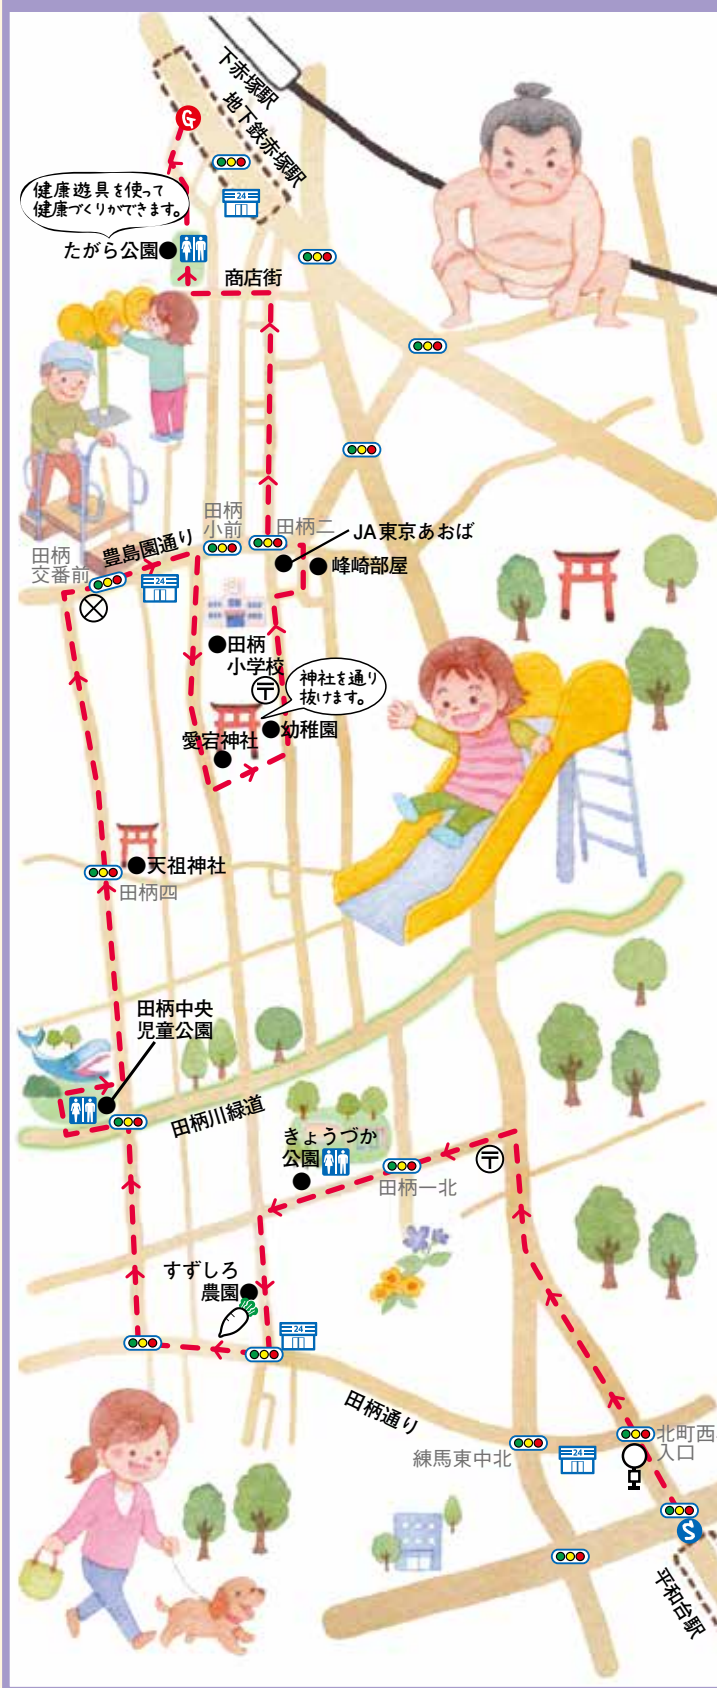 下赤塚駅
地下鉄赤塚駅
G
24
健康遊具を使って
健康づくりができます。
たがら公園
商店街
田柄
小前
田柄二
JA東京あおば
峰崎部屋
豊島園通り
田柄
交番前
24
田柄
小学校
神社を通り
抜けます。
愛宕神社
幼稚園
天祖神社
田柄四
田柄中央
児童公園
田柄川緑道
きょうづか
公園
田柄一北
すずしろ
農園
24
田柄通り
練馬東中北
24
北町西
入口
S
平和台駅